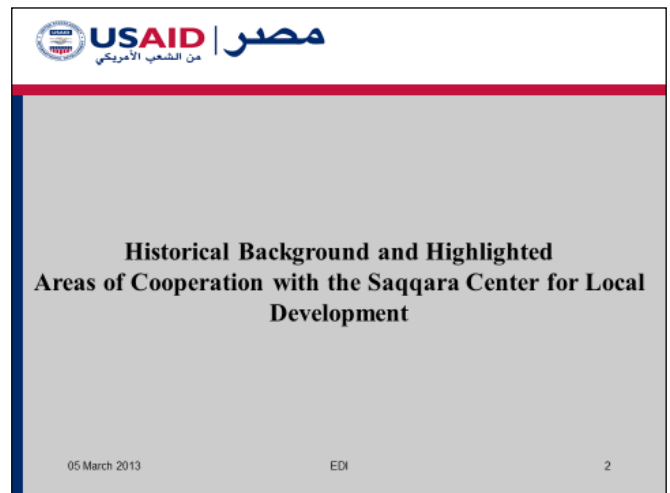 USAID | مصر
من الشعب الأمريكي
Historical Background and Highlighted
Areas of Cooperation with the Saqqara Center for Local
Development
05 March 2013 EDI 2